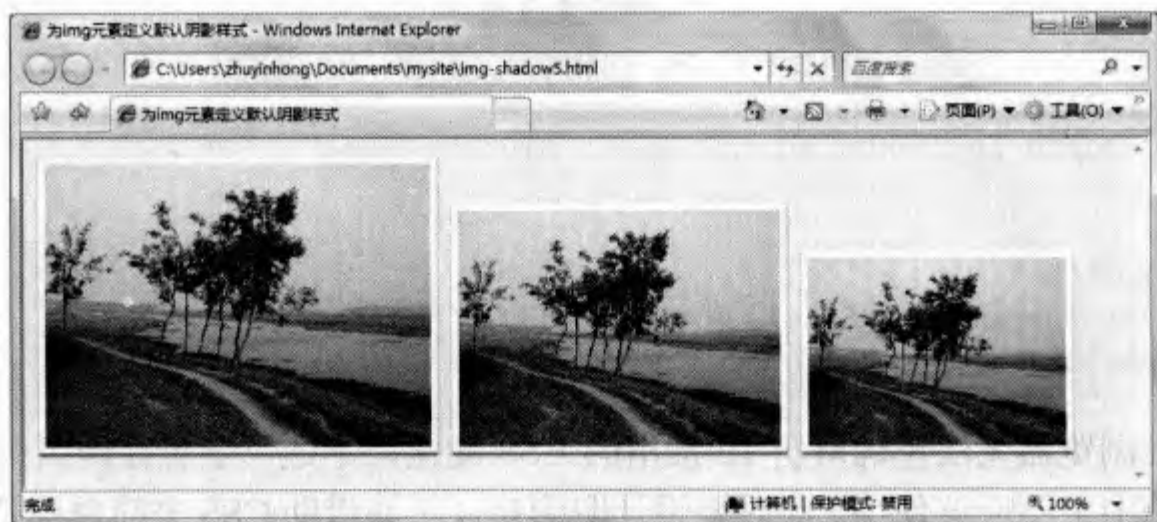 为img元素定义默认阴影样式 - Windows Internet Explorer
C:\Users\zhuyinhong\Documents\mysite\img-shadow5.html 百度搜索
为img元素定义默认阴影样式 页面(P) 工具(O)
完成 计算机 | 保护模式: 禁用 100%